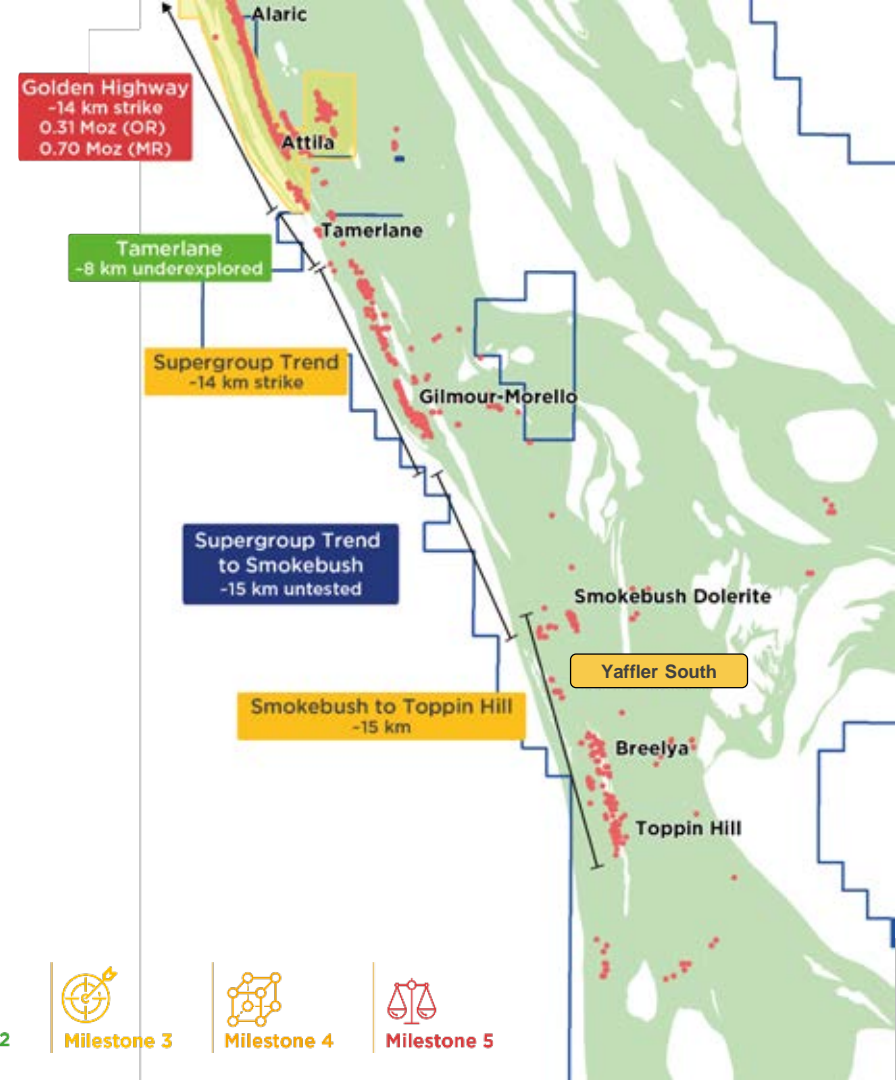 Alaric
Golden Highway
~14 km strike
0.31 Moz (OR)
0.70 Moz (MR)
Attila
Tamerlane
Tamerlane
~8 km underexplored
Supergroup Trend
~14 km strike
Gilmour-Morello
Supergroup Trend
to Smokebush
~15 km untested
Smokebush Dolerite
Yaffler South
Smokebush to Toppin Hill
~15 km
Breelya
Toppin Hill
2
Milestone 3
Milestone 4
Milestone 5